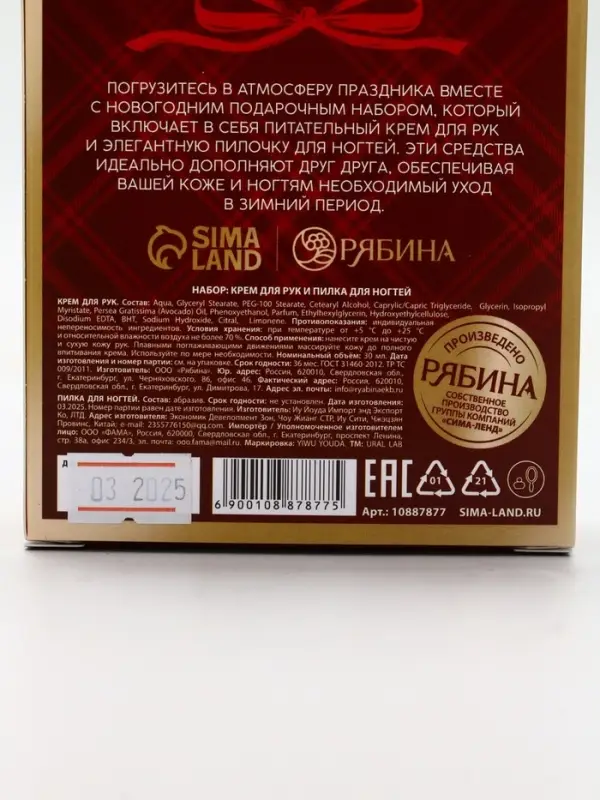 ПОГРУЗИТЕСЬ В АТМОСФЕРУ ПРАЗДНИКА ВМЕСТЕ
С НОВОГОДНИМ ПОДАРОЧНЫМ НАБОРОМ, КОТОРЫЙ
ВКЛЮЧАЕТ В СЕБЯ ПИТАТЕЛЬНЫЙ КРЕМ ДЛЯ РУК
И ЭЛЕГАНТНУЮ ПИЛОЧКУ ДЛЯ НОГТЕЙ. ЭТИ СРЕДСТВА
ИДЕАЛЬНО ДОПОЛНЯЮТ ДРУГ ДРУГА, ОБЕСПЕЧИВАЯ
ВАШЕЙ КОЖЕ И НОГТЯМ НЕОБХОДИМЫЙ УХОД
В ЗИМНИЙ ПЕРИОД.
SIMA LAND РЯБИНА
НАБОР: КРЕМ ДЛЯ РУК И ПИЛКА ДЛЯ НОГТЕЙ
КРЕМ ДЛЯ РУК. Состав: Aqua, Glyceryl Stearate, PEG-100 Stearate, Cetearyl Alcohol, Caprylic/Capric Triglyceride, Glycerin, Isopropyl
Myristate, Persea Gratissima (Avocado) Oil, Phenoxyethanol, Parfum, Ethylhexylglycerin, Hydroxyethylcellulose,
Disodium EDTA, BHT, Sodium Hydroxide, Citral, Limonene. Противопоказания: индивидуальная
непереносимость ингредиентов. Условия хранения: при температуре от +5 °С до +25 °С
и относительной влажности воздуха не более 70 %. Способ применения: нанесите крем на чистую
и сухую кожу рук. Плавными поглаживающими движениями массируйте кожу до полного
впитывания крема. Используйте по мере необходимости. Номинальный объём: 30 мл. Дата
изготовления и номер партии: см. на упаковке. Срок годности: 36 мес. ГОСТ 31460 2012. ТР ТС
009/2011. Изготовитель: ООО «Рябина». Юр. адрес: Россия, 620010, Свердловская обл.,
г. Екатеринбург, ул. Черняховского, 86, офис 46. Фактический адрес: Россия, 620010,
Свердловская обл., г. Екатеринбург, ул. Димитрова, 17. Адрес эл. почты: info@ryabinaekb.ru
ПИЛКА ДЛЯ НОГТЕЙ. Состав: абразив. Срок годности: не установлен. Дата изготовления:
03.2025. Номер партии равен дате изготовления. Изготовитель: Иу Йоуда Импорт энд Экспорт
Ко, ЛТД. Адрес изготовителя: Экономик Девелопмент Зон, Чоу Жианг СТР, Иу Сити, Чжэцзян
Провинс, Китай; e-mail: 2355776150@qq.com. Импортёр / Уполномоченное изготовителем
лицо: ООО «ФАМА», Россия, 620000, Свердловская обл., г. Екатеринбург, проспект Ленина,
стр. 38а, офис 234/3, эл. почта: ooo.fama@mail.ru. Маркировка: YIWU YOUDA. ТМ: URAL LAB
ПРОИЗВЕДЕНО
РЯБИНА
СОБСТВЕННОЕ
ПРОИЗВОДСТВО
ГРУППЫ КОМПАНИЙ
«СИМА-ЛЕНД»
Д
03 2025
6 900108 878775
EAC
01
21
Арт.: 10887877
SIMA-LAND.RU